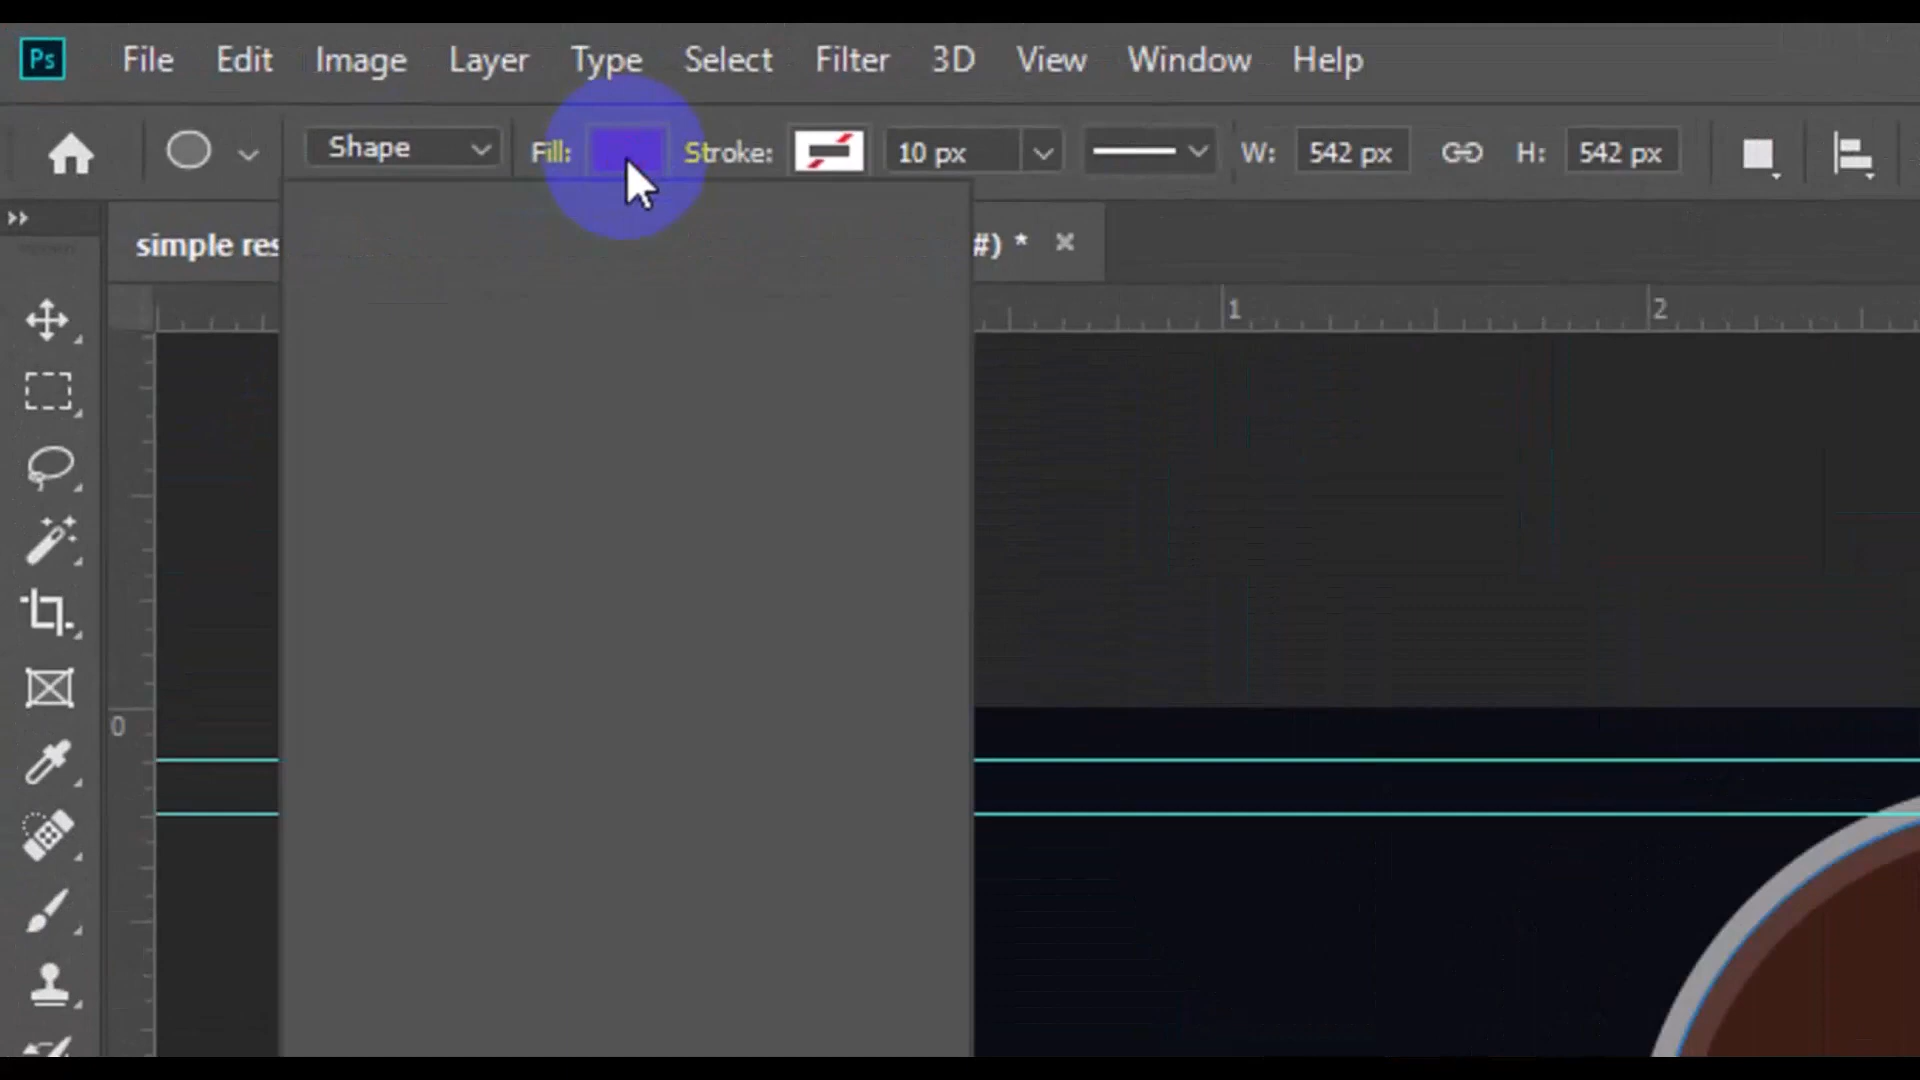 Ps File Edit Image Layer Type Select Filter 3D View Window Help
Shape Fill: Stroke: 10 px W: 542 px H: 542 px
simple res #) *
1 2
0